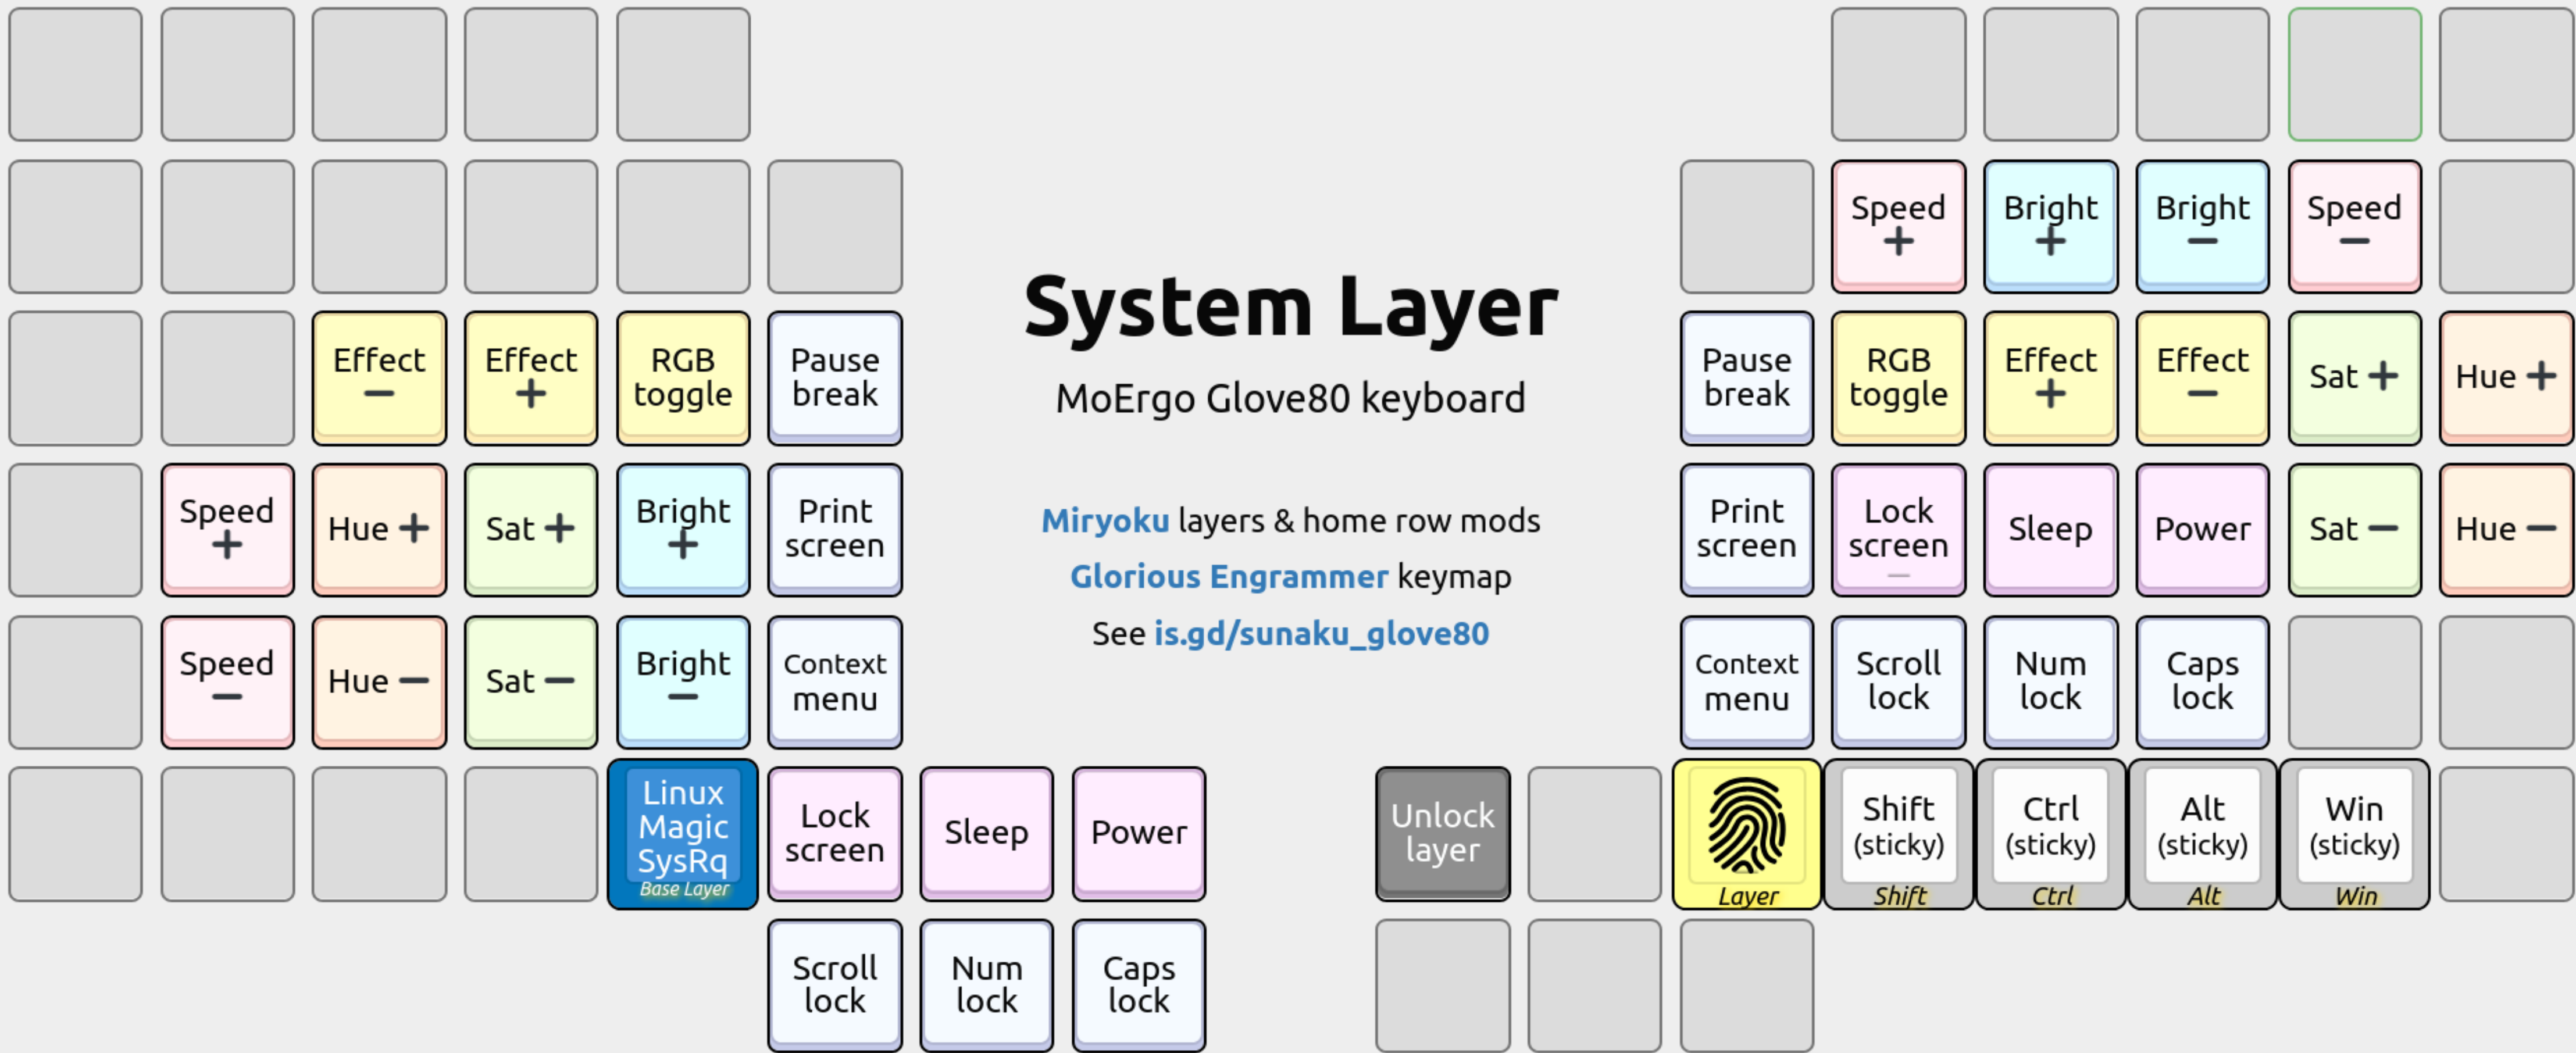 Speed
+
Bright
+
Bright
−
Speed
−
System Layer
MoErgo Glove80 keyboard
Effect
−
Effect
+
RGB
toggle
Pause
break
Pause
break
RGB
toggle
Effect
+
Effect
−
Sat +
Hue +
Speed
+
Hue +
Sat +
Bright
+
Print
screen
Miryoku layers & home row mods
Glorious Engrammer keymap
See is.gd/sunaku_glove80
Print
screen
Lock
screen
Sleep
Power
Sat −
Hue −
Speed
−
Hue −
Sat −
Bright
−
Context
menu
Context
menu
Scroll
lock
Num
lock
Caps
lock
Linux
Magic
SysRq
Base Layer
Lock
screen
Sleep
Power
Unlock
layer
Layer
Shift
(sticky)
Shift
Ctrl
(sticky)
Ctrl
Alt
(sticky)
Alt
Win
(sticky)
Win
Scroll
lock
Num
lock
Caps
lock